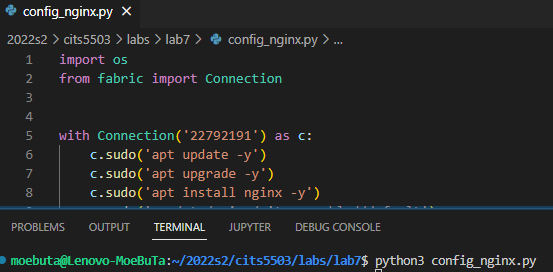 config_nginx.py
2022s2 > cits5503 > labs > lab7 > config_nginx.py > ...
1 import os
2 from fabric import Connection
3
4
5 with Connection('22792191') as c:
6 c.sudo('apt update -y')
7 c.sudo('apt upgrade -y')
8 c.sudo('apt install nginx -y')
PROBLEMS OUTPUT TERMINAL JUPYTER DEBUG CONSOLE
moebuta@Lenovo-MoeBuTa:~/2022s2/cits5503/labs/lab7$ python3 config_nginx.py